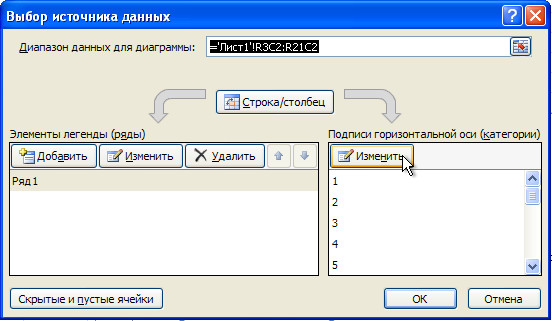 Выбор источника данных
Диапазон данных для диаграммы: ='Лист1'!R3C2:R21C2
Строка/столбец
Элементы легенды (ряды)
Добавить Изменить Удалить
Ряд1
Подписи горизонтальной оси (категории)
Изменить
1
2
3
4
5
Скрытые и пустые ячейки
ОК Отмена